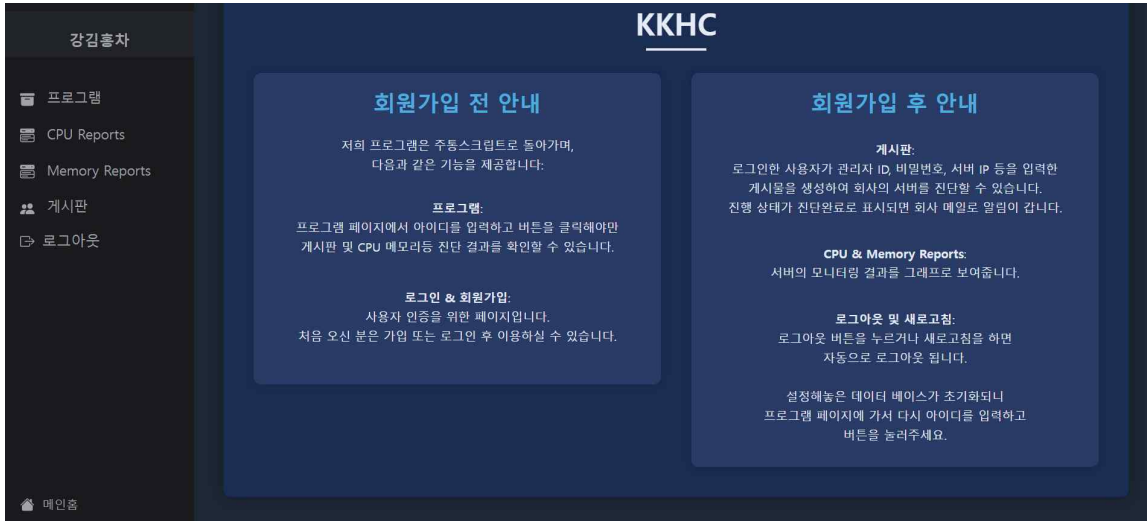 강김홍차
프로그램
CPU Reports
Memory Reports
게시판
로그아웃
메인홈
KKHC
회원가입 전 안내
저희 프로그램은 주통스크립트로 돌아가며,
다음과 같은 기능을 제공합니다:
프로그램:
프로그램 페이지에서 아이디를 입력하고 버튼을 클릭해야만
게시판 및 CPU 메모리등 진단 결과를 확인할 수 있습니다.
로그인 & 회원가입:
사용자 인증을 위한 페이지입니다.
처음 오신 분은 가입 또는 로그인 후 이용하실 수 있습니다.
회원가입 후 안내
게시판:
로그인한 사용자가 관리자 ID, 비밀번호, 서버 IP 등을 입력한
게시물을 생성하여 회사의 서버를 진단할 수 있습니다.
진행 상태가 진단완료로 표시되면 회사 메일로 알림이 갑니다.
CPU & Memory Reports:
서버의 모니터링 결과를 그래프로 보여줍니다.
로그아웃 및 새로고침:
로그아웃 버튼을 누르거나 새로고침을 하면
자동으로 로그아웃 됩니다.
설정해놓은 데이터 베이스가 초기화되니
프로그램 페이지에 가서 다시 아이디를 입력하고
버튼을 눌러주세요.